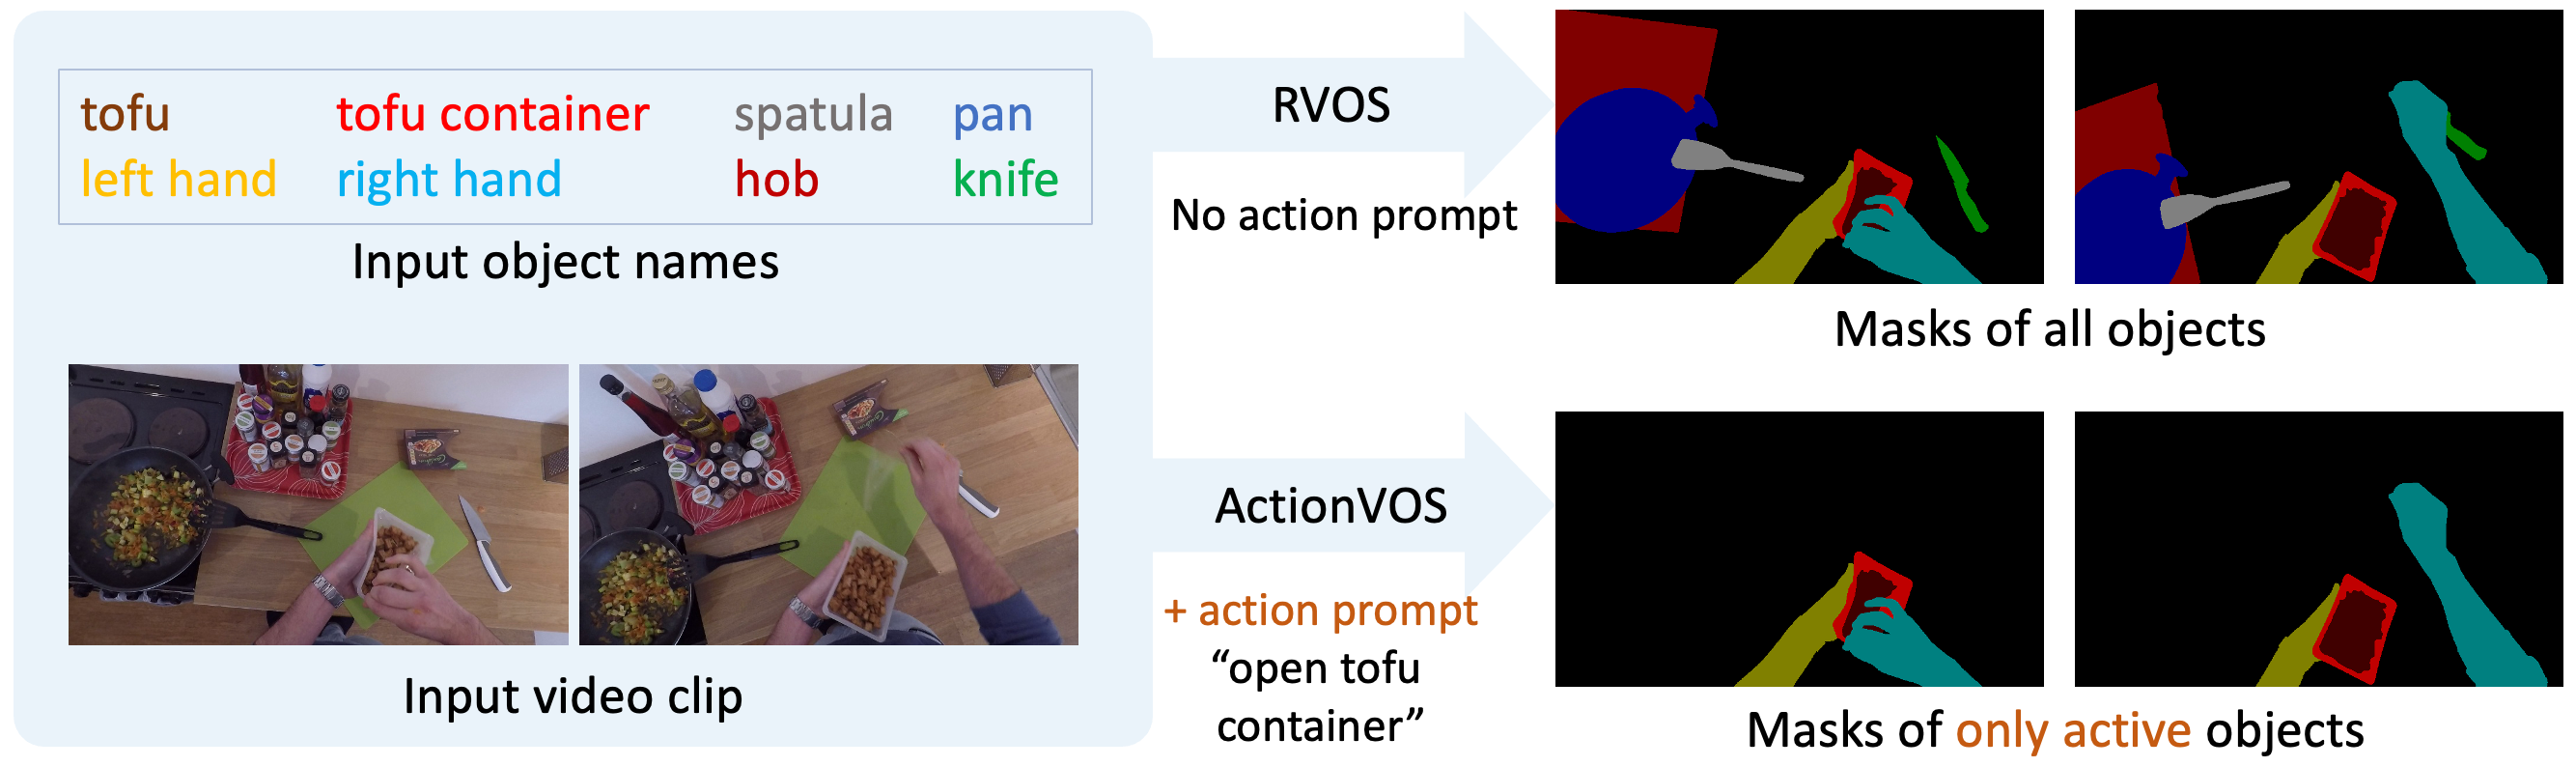 tofu tofu container spatula pan
left hand right hand hob knife
Input object names
Input video clip
RVOS
No action prompt
Masks of all objects
ActionVOS
+ action prompt
“open tofu
container”
Masks of only active objects